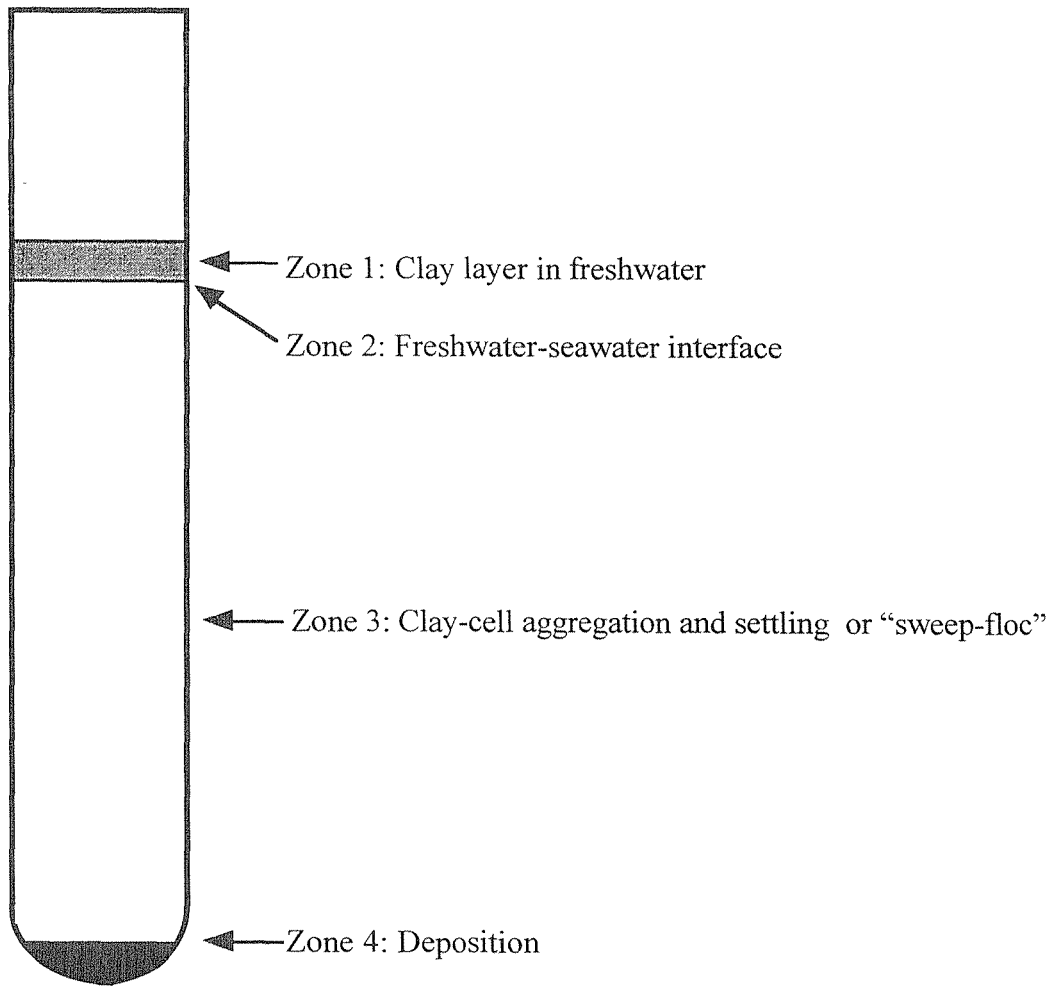 Zone 1: Clay layer in freshwater
Zone 2: Freshwater-seawater interface
Zone 3: Clay-cell aggregation and settling or “sweep-floc”
Zone 4: Deposition